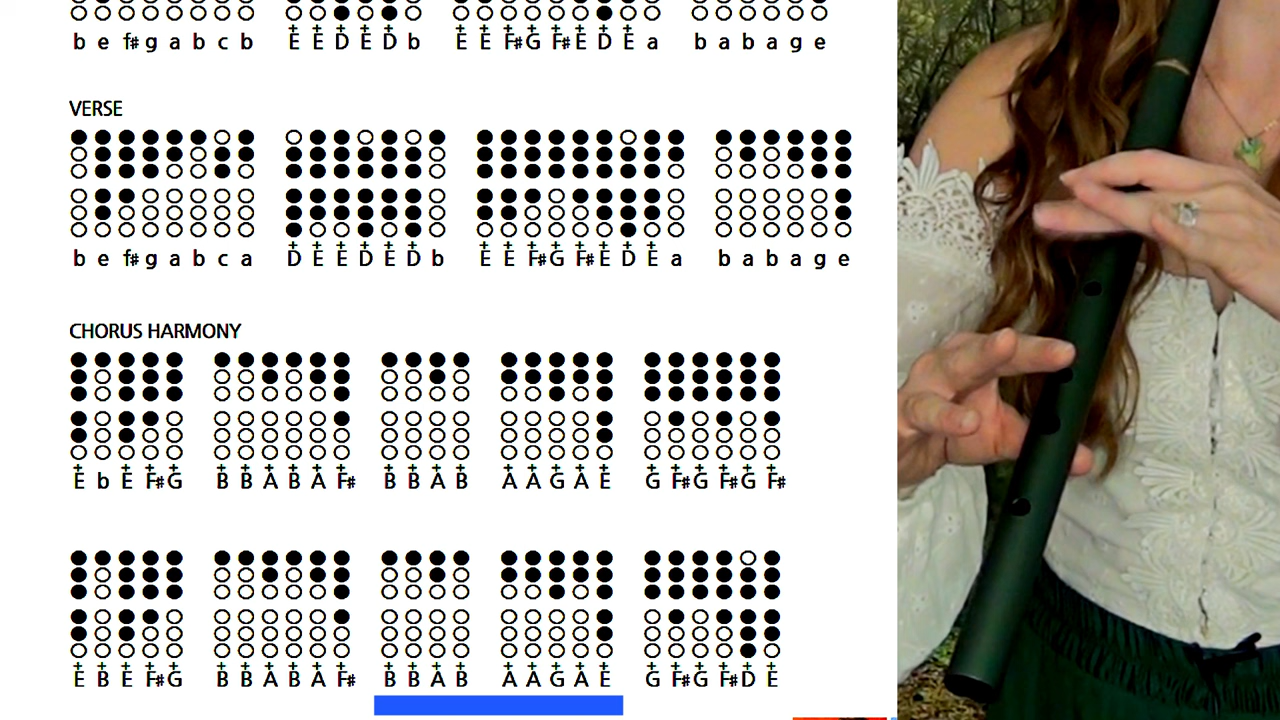 b e f# g a b c b E E D E D b E E F# G F# E D E a b a b a g e
VERSE
b e f# g a b c a D E E D E D b E E F# G F# E D E a b a b a g e
CHORUS HARMONY
E b E F# G B B A B A F# B B A B A A G A E G F# G F# G F#
E B E F# G B B A B A F# B B A B A A G A E G F# G F# D E